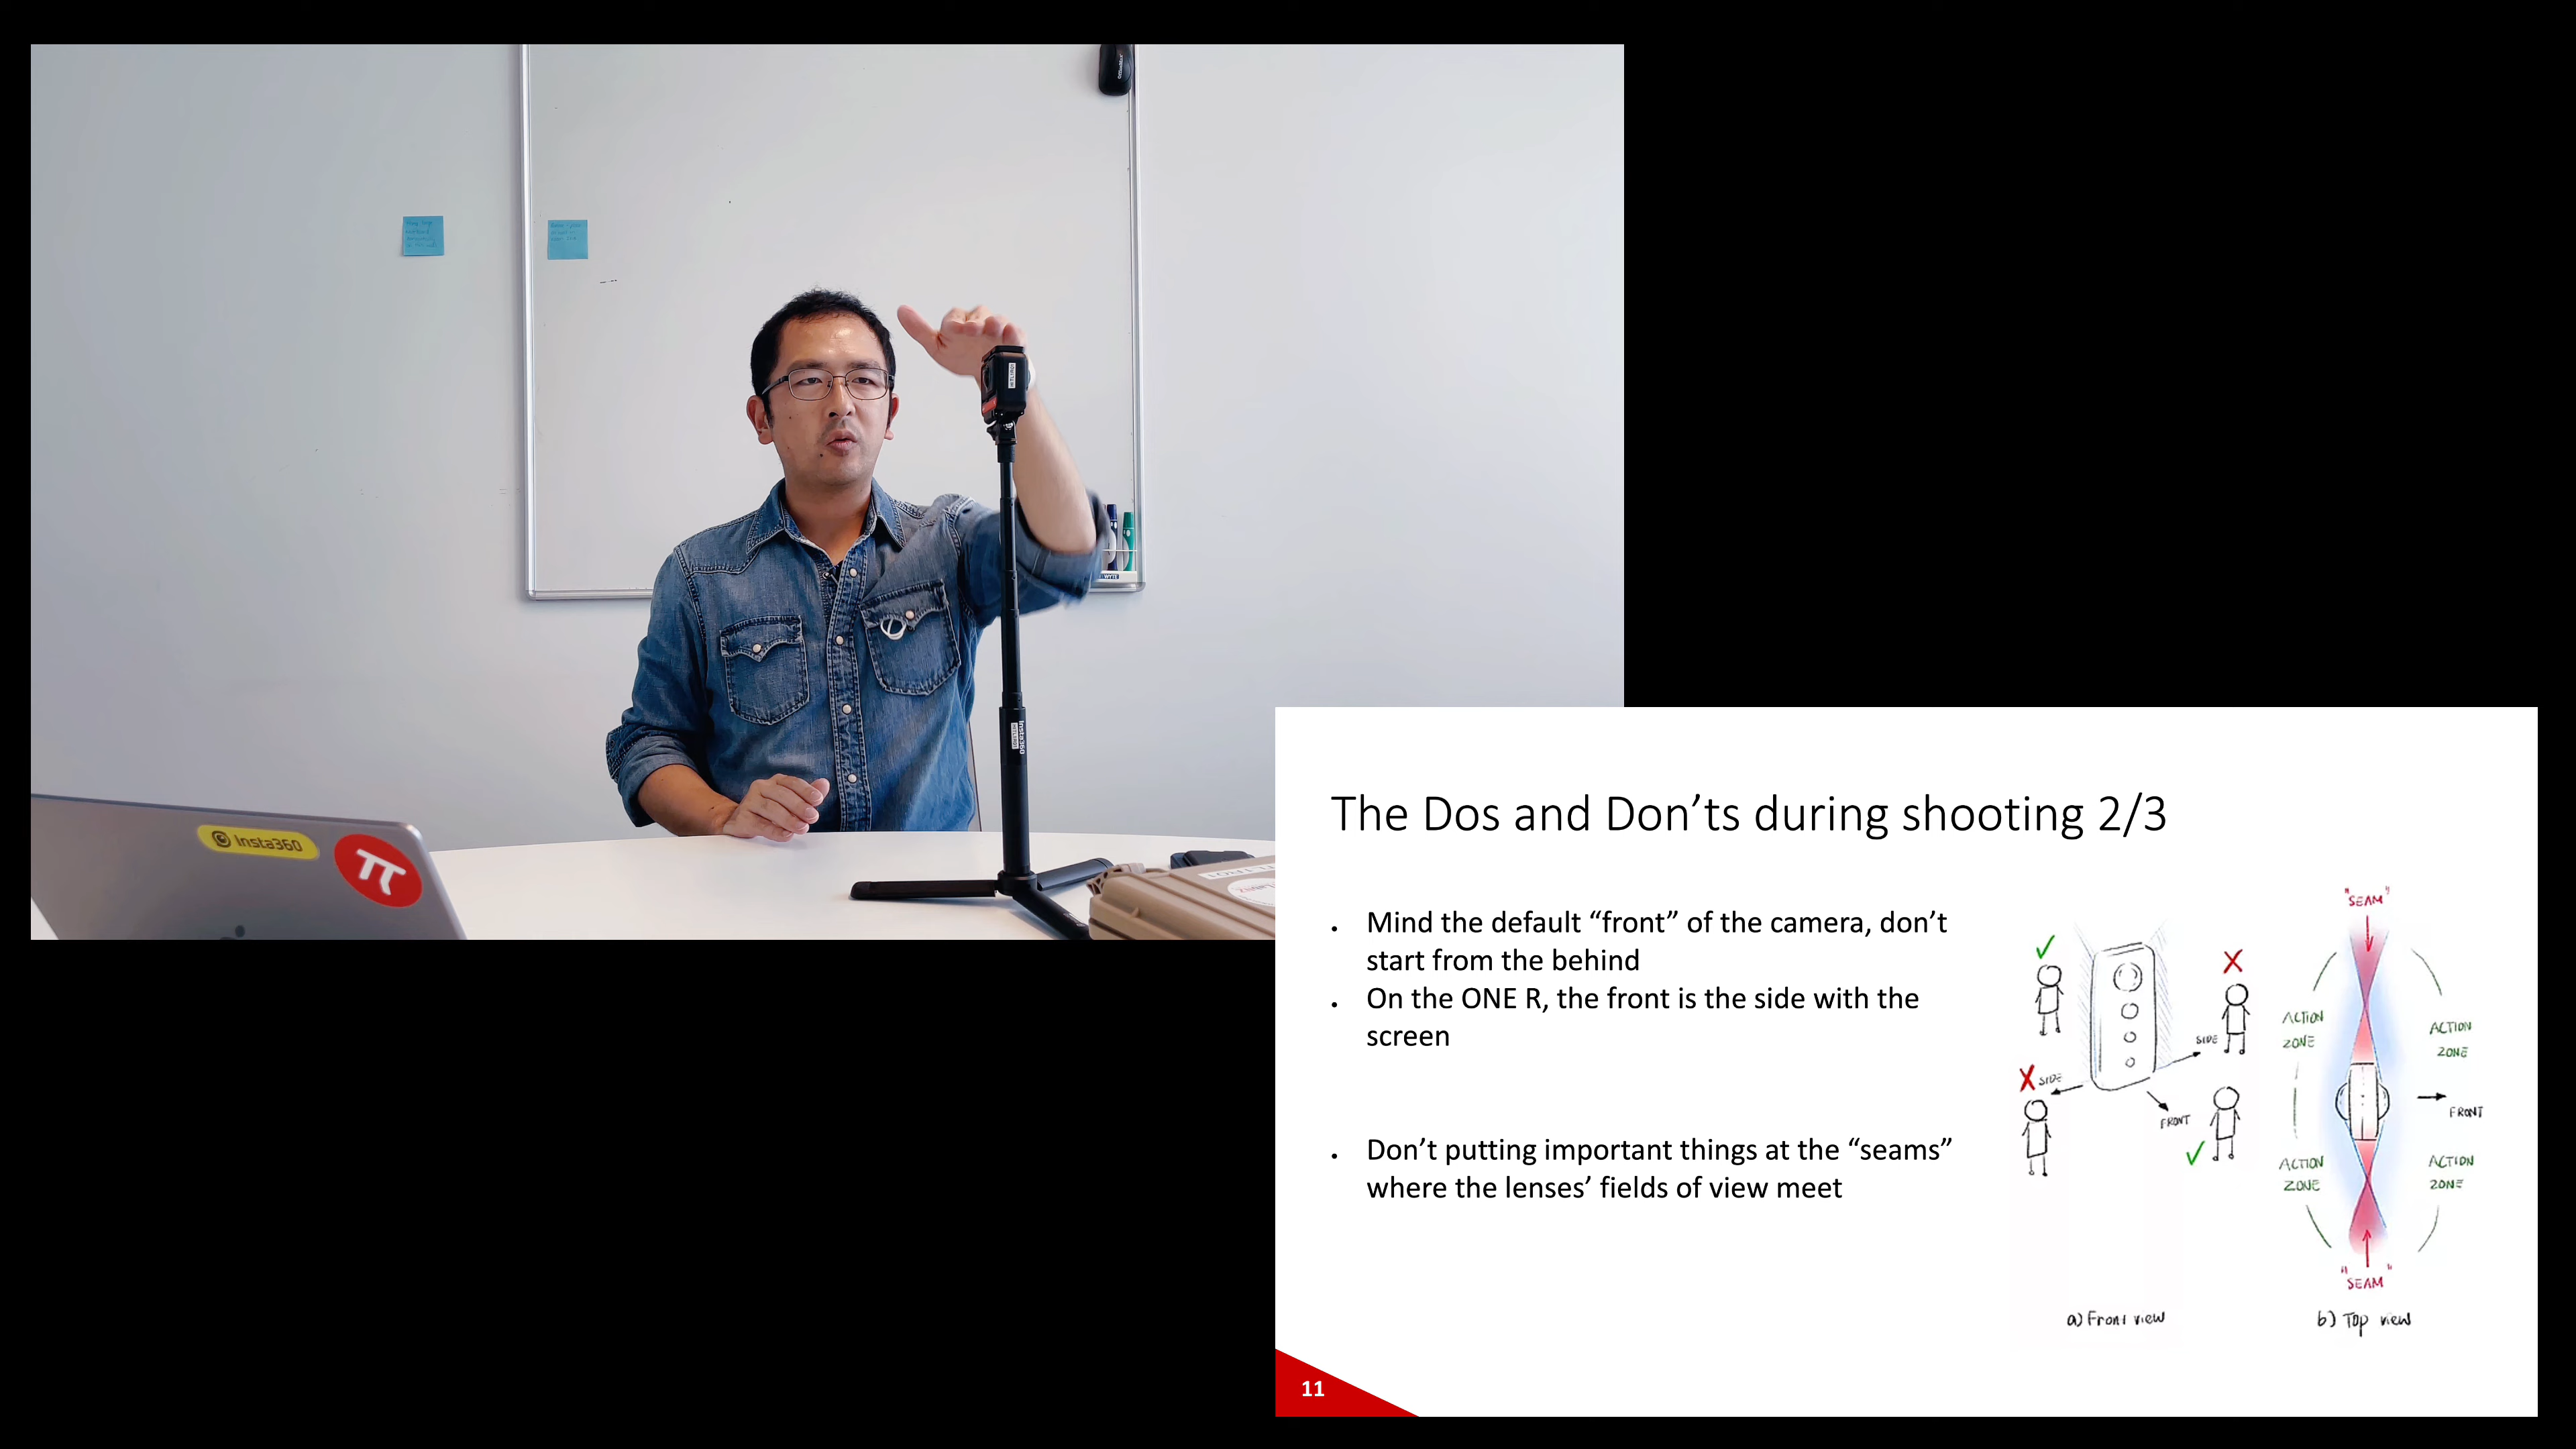 Insta360
π
Insta360
The Dos and Don’ts during shooting 2/3
• Mind the default “front” of the camera, don’t
start from the behind
• On the ONE R, the front is the side with the
screen
• Don’t putting important things at the “seams”
where the lenses’ fields of view meet
SIDE
X SIDE
FRONT
a) Front view
"SEAM"
ACTION
ZONE
ACTION
ZONE
FRONT
ACTION
ZONE
ACTION
ZONE
"SEAM"
b) Top view
11